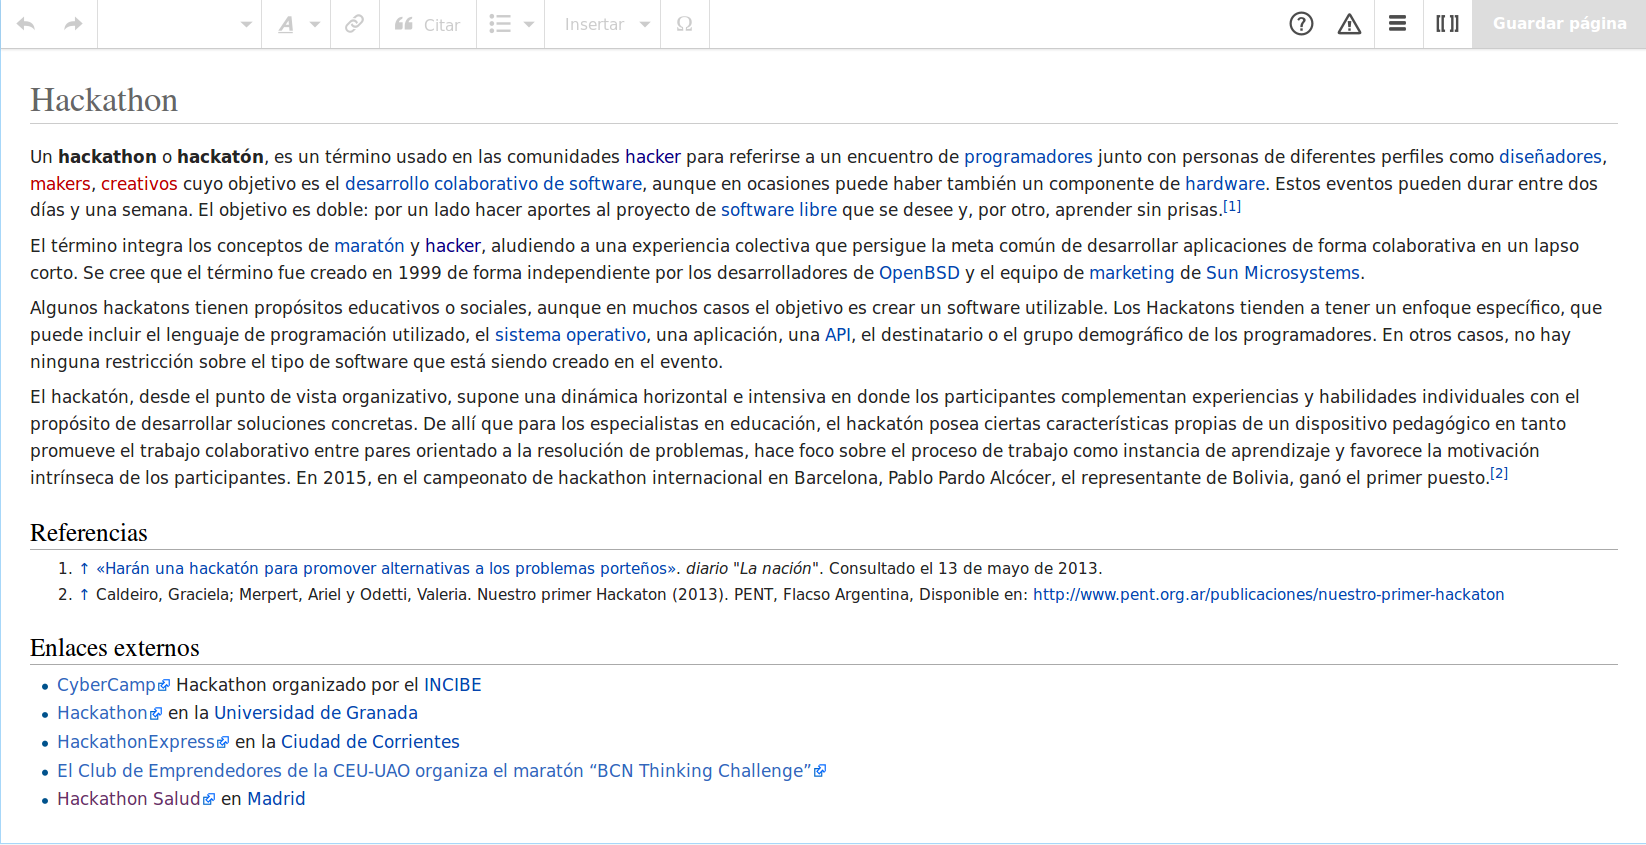 Citar Insertar Ω Guardar página
Hackathon
Un hackathon o hackatón, es un término usado en las comunidades hacker para referirse a un encuentro de programadores junto con personas de diferentes perfiles como diseñadores,
makers, creativos cuyo objetivo es el desarrollo colaborativo de software, aunque en ocasiones puede haber también un componente de hardware. Estos eventos pueden durar entre dos
días y una semana. El objetivo es doble: por un lado hacer aportes al proyecto de software libre que se desee y, por otro, aprender sin prisas.[1]
El término integra los conceptos de maratón y hacker, aludiendo a una experiencia colectiva que persigue la meta común de desarrollar aplicaciones de forma colaborativa en un lapso
corto. Se cree que el término fue creado en 1999 de forma independiente por los desarrolladores de OpenBSD y el equipo de marketing de Sun Microsystems.
Algunos hackatons tienen propósitos educativos o sociales, aunque en muchos casos el objetivo es crear un software utilizable. Los Hackatons tienden a tener un enfoque específico, que
puede incluir el lenguaje de programación utilizado, el sistema operativo, una aplicación, una API, el destinatario o el grupo demográfico de los programadores. En otros casos, no hay
ninguna restricción sobre el tipo de software que está siendo creado en el evento.
El hackatón, desde el punto de vista organizativo, supone una dinámica horizontal e intensiva en donde los participantes complementan experiencias y habilidades individuales con el
propósito de desarrollar soluciones concretas. De allí que para los especialistas en educación, el hackatón posea ciertas características propias de un dispositivo pedagógico en tanto
promueve el trabajo colaborativo entre pares orientado a la resolución de problemas, hace foco sobre el proceso de trabajo como instancia de aprendizaje y favorece la motivación
intrínseca de los participantes. En 2015, en el campeonato de hackathon internacional en Barcelona, Pablo Pardo Alcócer, el representante de Bolivia, ganó el primer puesto.[2]
Referencias
1. ↑ «Harán una hackatón para promover alternativas a los problemas porteños». diario "La nación". Consultado el 13 de mayo de 2013.
2. ↑ Caldeiro, Graciela; Merpert, Ariel y Odetti, Valeria. Nuestro primer Hackaton (2013). PENT, Flacso Argentina, Disponible en: http://www.pent.org.ar/publicaciones/nuestro-primer-hackaton
Enlaces externos
• CyberCamp Hackathon organizado por el INCIBE
• Hackathon en la Universidad de Granada
• HackathonExpress en la Ciudad de Corrientes
• El Club de Emprendedores de la CEU-UAO organiza el maratón “BCN Thinking Challenge”
• Hackathon Salud en Madrid